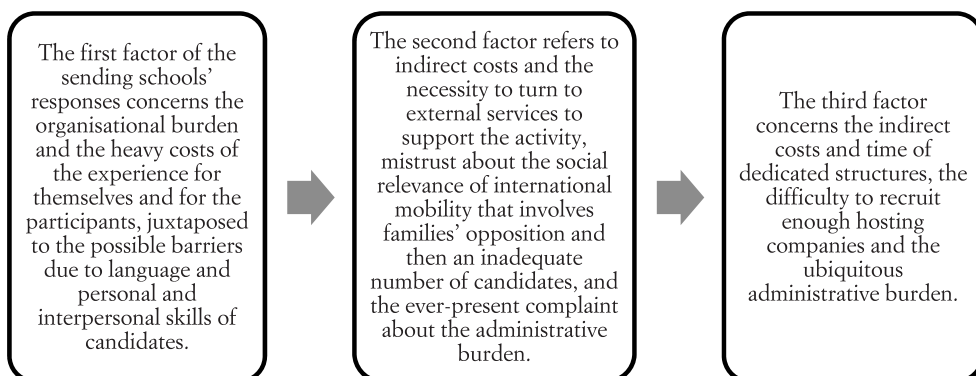 The first factor of the
sending schools’
responses concerns the
organisational burden
and the heavy costs of
the experience for
themselves and for the
participants, juxtaposed
to the possible barriers
due to language and
personal and
interpersonal skills of
candidates.
The second factor refers to
indirect costs and the
necessity to turn to
external services to
support the activity,
mistrust about the social
relevance of international
mobility that involves
families’ opposition and
then an inadequate
number of candidates, and
the ever-present complaint
about the administrative
burden.
The third factor
concerns the indirect
costs and time of
dedicated structures, the
difficulty to recruit
enough hosting
companies and the
ubiquitous
administrative burden.